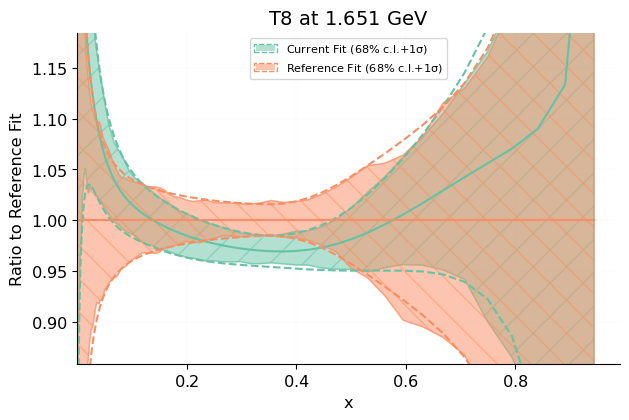 T8 at 1.651 GeV
Current Fit (68% c.l.+1σ)
Reference Fit (68% c.l.+1σ)
Ratio to Reference Fit
1.15
1.10
1.05
1.00
0.95
0.90
0.2
0.4
0.6
0.8
x